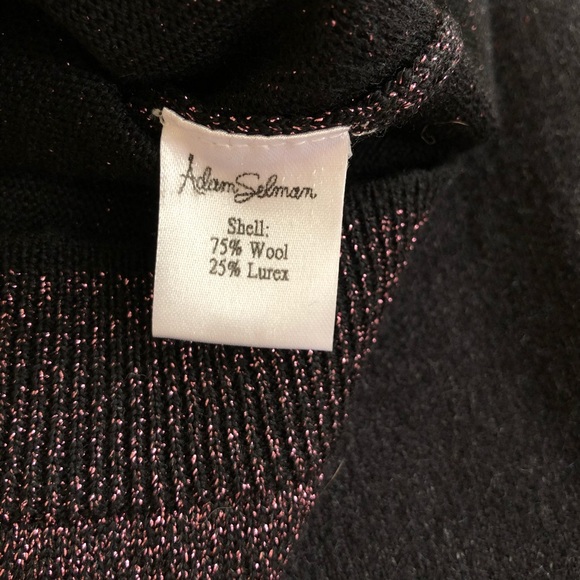 Adam Selman
Shell:
75% Wool
25% Lurex